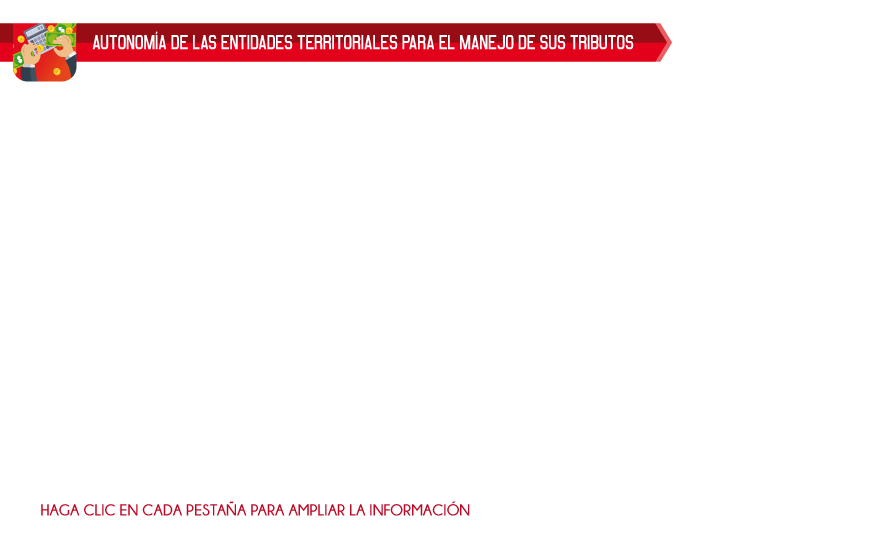 AUTONOMÍA DE LAS ENTIDADES TERRITORIALES PARA EL MANEJO DE SUS TRIBUTOS
HAGA CLIC EN CADA PESTAÑA PARA AMPLIAR LA INFORMACIÓN